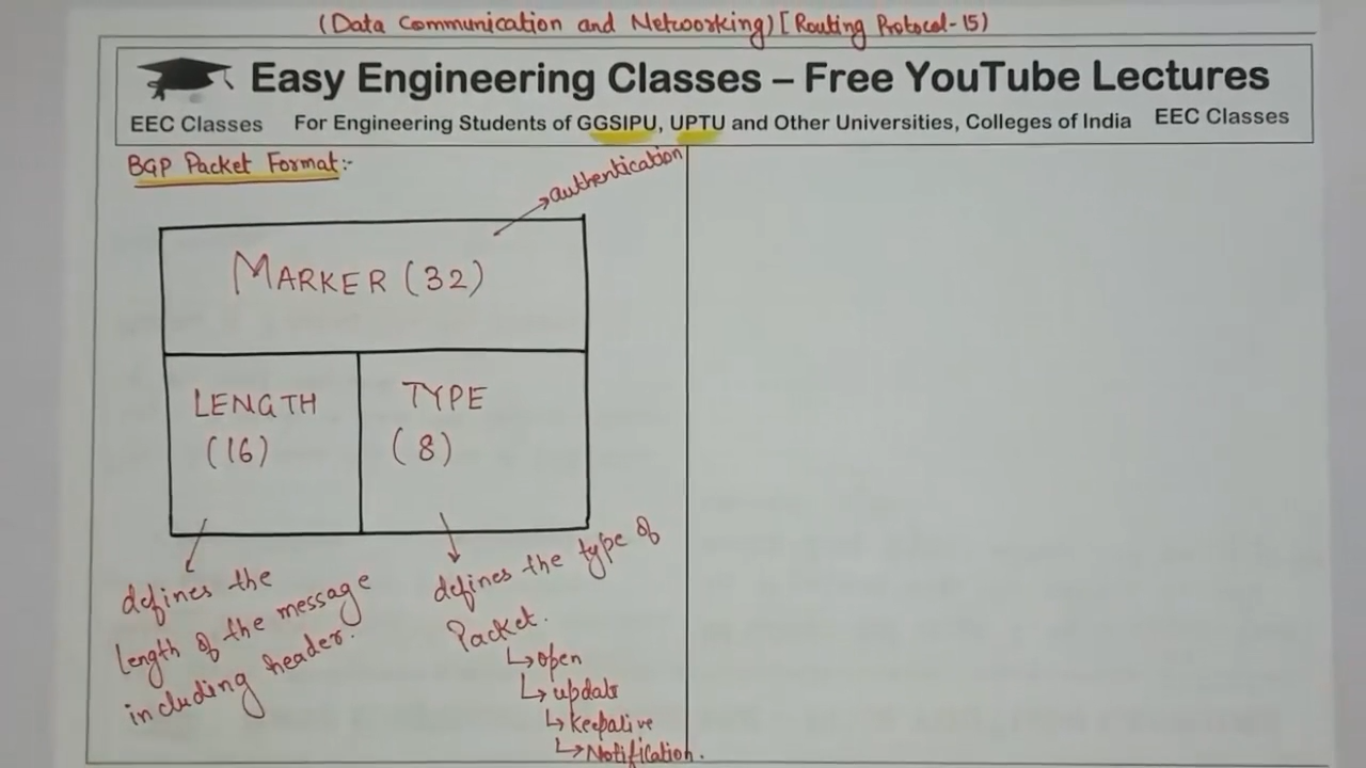 (Data Communication and Networking) [Routing Protocol-15)
Easy Engineering Classes – Free YouTube Lectures
EEC Classes For Engineering Students of GGSIPU, UPTU and Other Universities, Colleges of India EEC Classes
BGP Packet Format:-
authentication
MARKER (32)
LENGTH
(16)
TYPE
(8)
defines the
length of the message
including header.
defines the type of
Packet.
open
update
Keepalive
Notification.